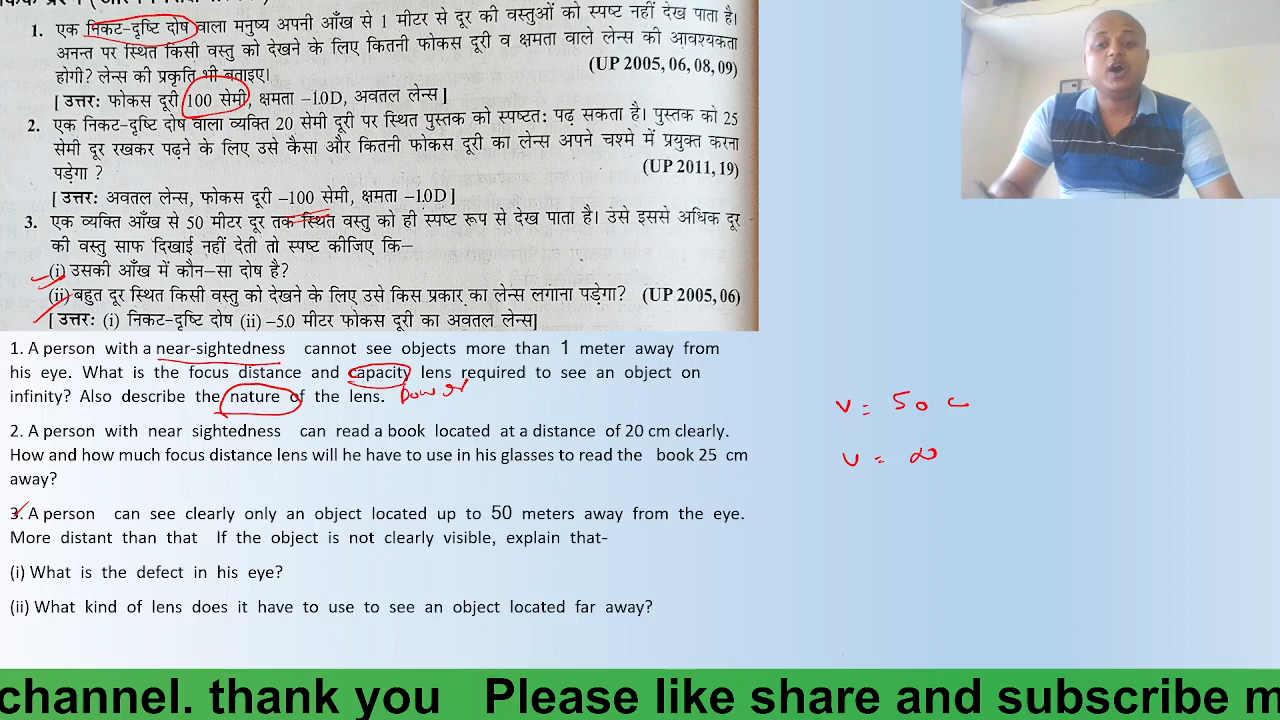 1. एक निकट-दृष्टि दोष वाला मनुष्य अपनी आँख से 1 मीटर से दूर की वस्तुओं को स्पष्ट नहीं देख पाता है।
अनन्त पर स्थित किसी वस्तु को देखने के लिए कितनी फोकस दूरी व क्षमता वाले लेन्स की आवश्यकता
होगी? लेन्स की प्रकृति भी बताइए।
(UP 2005, 06, 08, 09)
[ उत्तर: फोकस दूरी 100 सेमी, क्षमता –1.0D, अवतल लेन्स ]
2. एक निकट-दृष्टि दोष वाला व्यक्ति 20 सेमी दूरी पर स्थित पुस्तक को स्पष्टत: पढ़ सकता है। पुस्तक को 25
सेमी दूर रखकर पढ़ने के लिए उसे कैसा और कितनी फोकस दूरी का लेन्स अपने चश्मे में प्रयुक्त करना
पड़ेगा ?
(UP 2011, 19)
[ उत्तर: अवतल लेन्स, फोकस दूरी –100 सेमी, क्षमता –1.0D ]
3. एक व्यक्ति आँख से 50 मीटर दूर तक स्थित वस्तु को ही स्पष्ट रूप से देख पाता है। उसे इससे अधिक दूर
की वस्तु साफ दिखाई नहीं देती तो स्पष्ट कीजिए कि–
(i) उसकी आँख में कौन-सा दोष है?
(ii) बहुत दूर स्थित किसी वस्तु को देखने के लिए उसे किस प्रकार का लेन्स लगाना पड़ेगा? (UP 2005, 06)
[ उत्तर: (i) निकट-दृष्टि दोष (ii) –5.0 मीटर फोकस दूरी का अवतल लेन्स]
1. A person with a near-sightedness cannot see objects more than 1 meter away from
his eye. What is the focus distance and capacity lens required to see an object on
infinity? Also describe the nature of the lens. power
2. A person with near sightedness can read a book located at a distance of 20 cm clearly.
How and how much focus distance lens will he have to use in his glasses to read the book 25 cm
away?
3. A person can see clearly only an object located up to 50 meters away from the eye.
More distant than that If the object is not clearly visible, explain that-
(i) What is the defect in his eye?
(ii) What kind of lens does it have to use to see an object located far away?
v = 50 c
u = ∞
channel. thank you Please like share and subscribe m